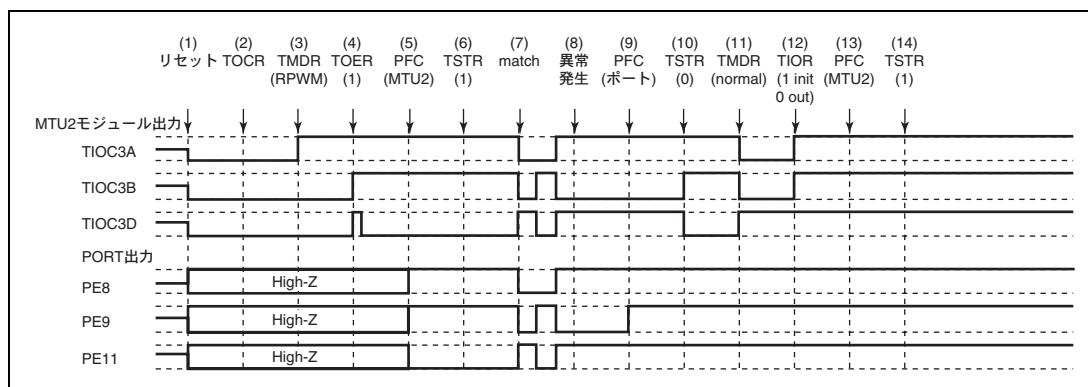 (1) (2) (3) (4) (5) (6) (7) (8) (9) (10) (11) (12) (13) (14)
リセット TOCR TMDR TOER PFC TSTR match 異常 PFC TSTR TMDR TIOR PFC TSTR
(RPWM) (1) (MTU2) (1) 発生 (ポート) (0) (normal) (1 init (MTU2) (1)
0 out)
MTU2モジュール出力
TIOC3A
TIOC3B
TIOC3D
PORT出力
PE8 High-Z
PE9 High-Z
PE11 High-Z